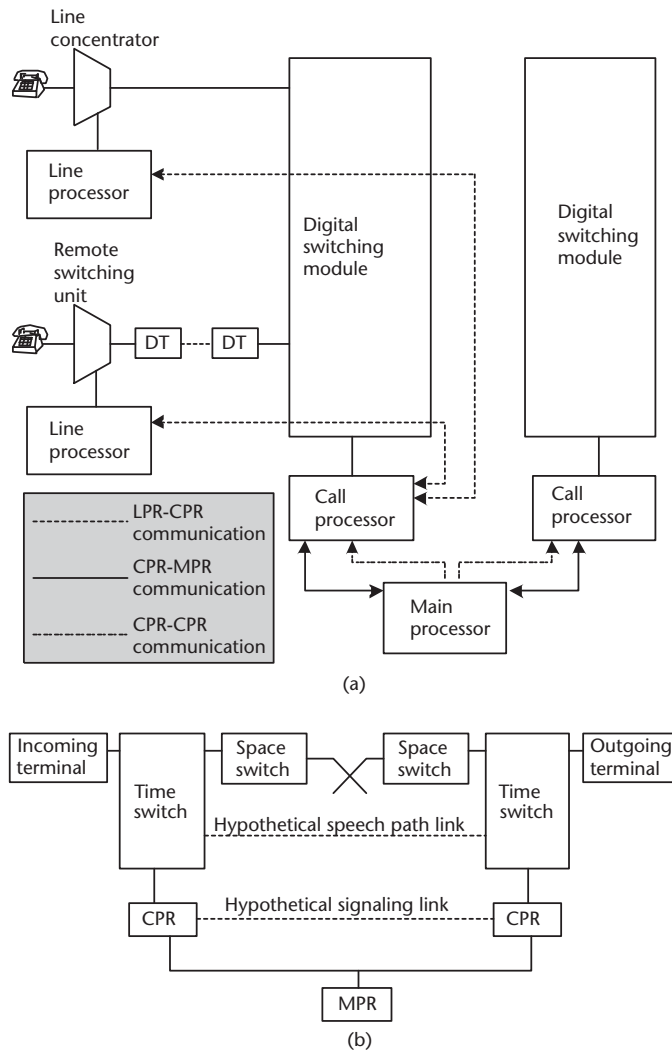 Line
concentrator
Line
processor
Digital
switching
module
Digital
switching
module
Remote
switching
unit
DT
DT
Line
processor
Call
processor
Call
processor
LPR-CPR
communication
CPR-MPR
communication
CPR-CPR
communication
Main
processor
(a)
Incoming
terminal
Space
switch
Space
switch
Outgoing
terminal
Time
switch
Time
switch
Hypothetical speech path link
Hypothetical signaling link
CPR
CPR
MPR
(b)